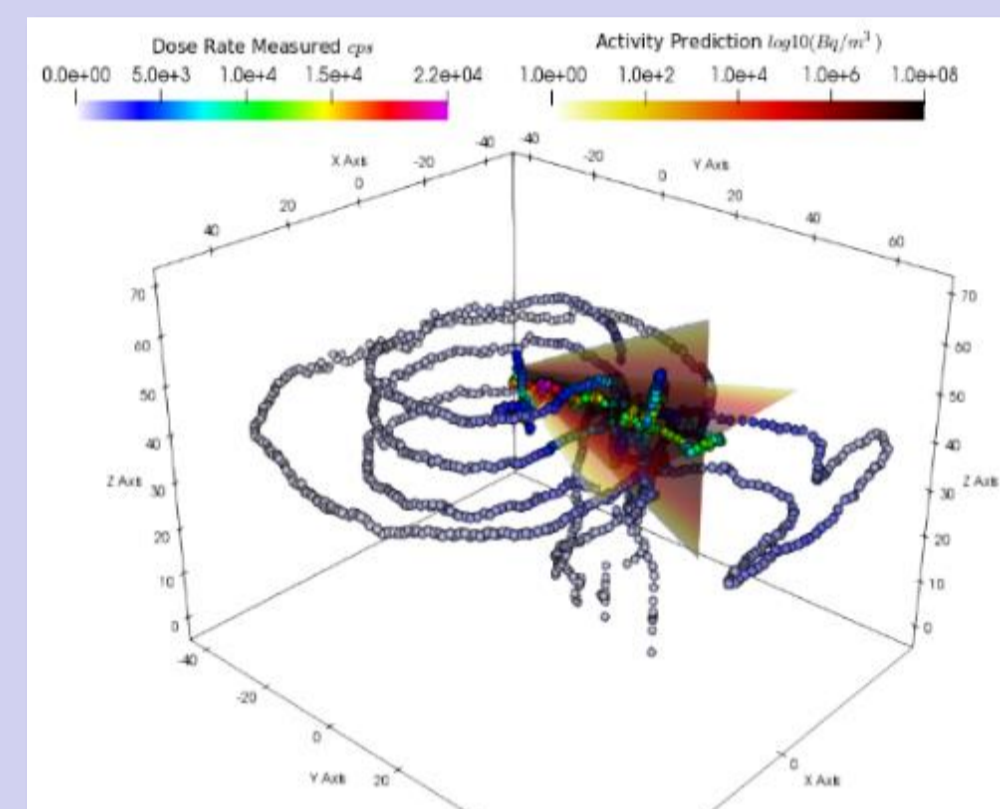 Dose Rate Measured cps
Activity Prediction log10(Bq/m³)
0.0e+00 5.0e+3 1.0e+4 1.5e+4 2.2e+04
1.0e+00 1.0e+2 1.0e+4 1.0e+6 1.0e+08
X Axis
40 20 0 -20 -40
Y Axis
-40 -20 0 20 40 60
70
60
50
40
Z Axis
30
20
10
0
70
60
50
40
Z Axis
30
20
10
0
-40
-20
0
Y Axis
20
0
X Axis